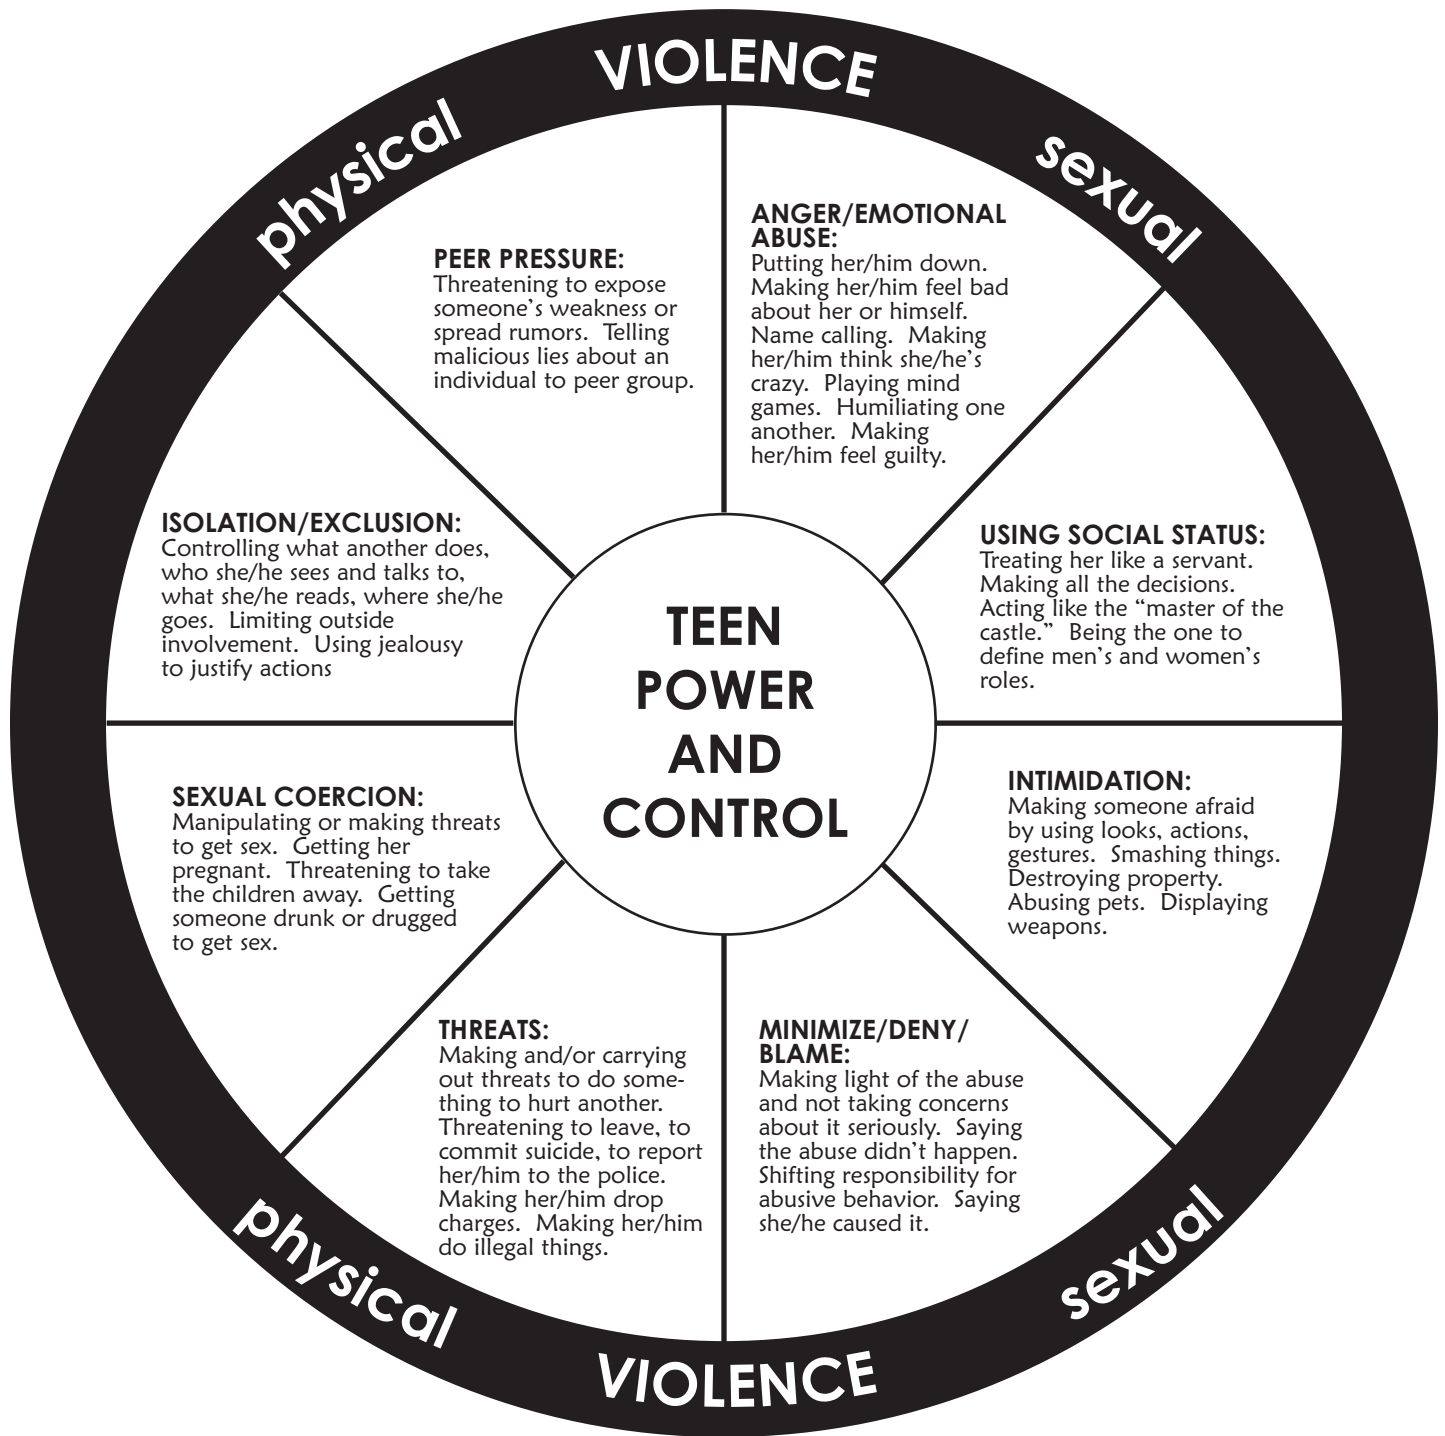 VIOLENCE
physical
sexual
PEER PRESSURE:
Threatening to expose
someone’s weakness or
spread rumors.  Telling
malicious lies about an
individual to peer group.
ANGER/EMOTIONAL
ABUSE:
Putting her/him down.
Making her/him feel bad
about her or himself.
Name calling.  Making
her/him think she/he’s
crazy.  Playing mind
games.  Humiliating one
another.  Making
her/him feel guilty.
ISOLATION/EXCLUSION:
Controlling what another does,
who she/he sees and talks to,
what she/he reads, where she/he
goes.  Limiting outside
involvement.  Using jealousy
to justify actions
USING SOCIAL STATUS:
Treating her like a servant.
Making all the decisions.
Acting like the “master of the
castle.”  Being the one to
define men’s and women’s
roles.
TEEN
POWER
AND
CONTROL
SEXUAL COERCION:
Manipulating or making threats
to get sex.  Getting her
pregnant.  Threatening to take
the children away.  Getting
someone drunk or drugged
to get sex.
INTIMIDATION:
Making someone afraid
by using looks, actions,
gestures.  Smashing things.
Destroying property.
Abusing pets.  Displaying
weapons.
THREATS:
Making and/or carrying
out threats to do some-
thing to hurt another.
Threatening to leave, to
commit suicide, to report
her/him to the police.
Making her/him drop
charges.  Making her/him
do illegal things.
MINIMIZE/DENY/
BLAME:
Making light of the abuse
and not taking concerns
about it seriously.  Saying
the abuse didn’t happen.
Shifting responsibility for
abusive behavior.  Saying
she/he caused it.
physical
sexual
VIOLENCE